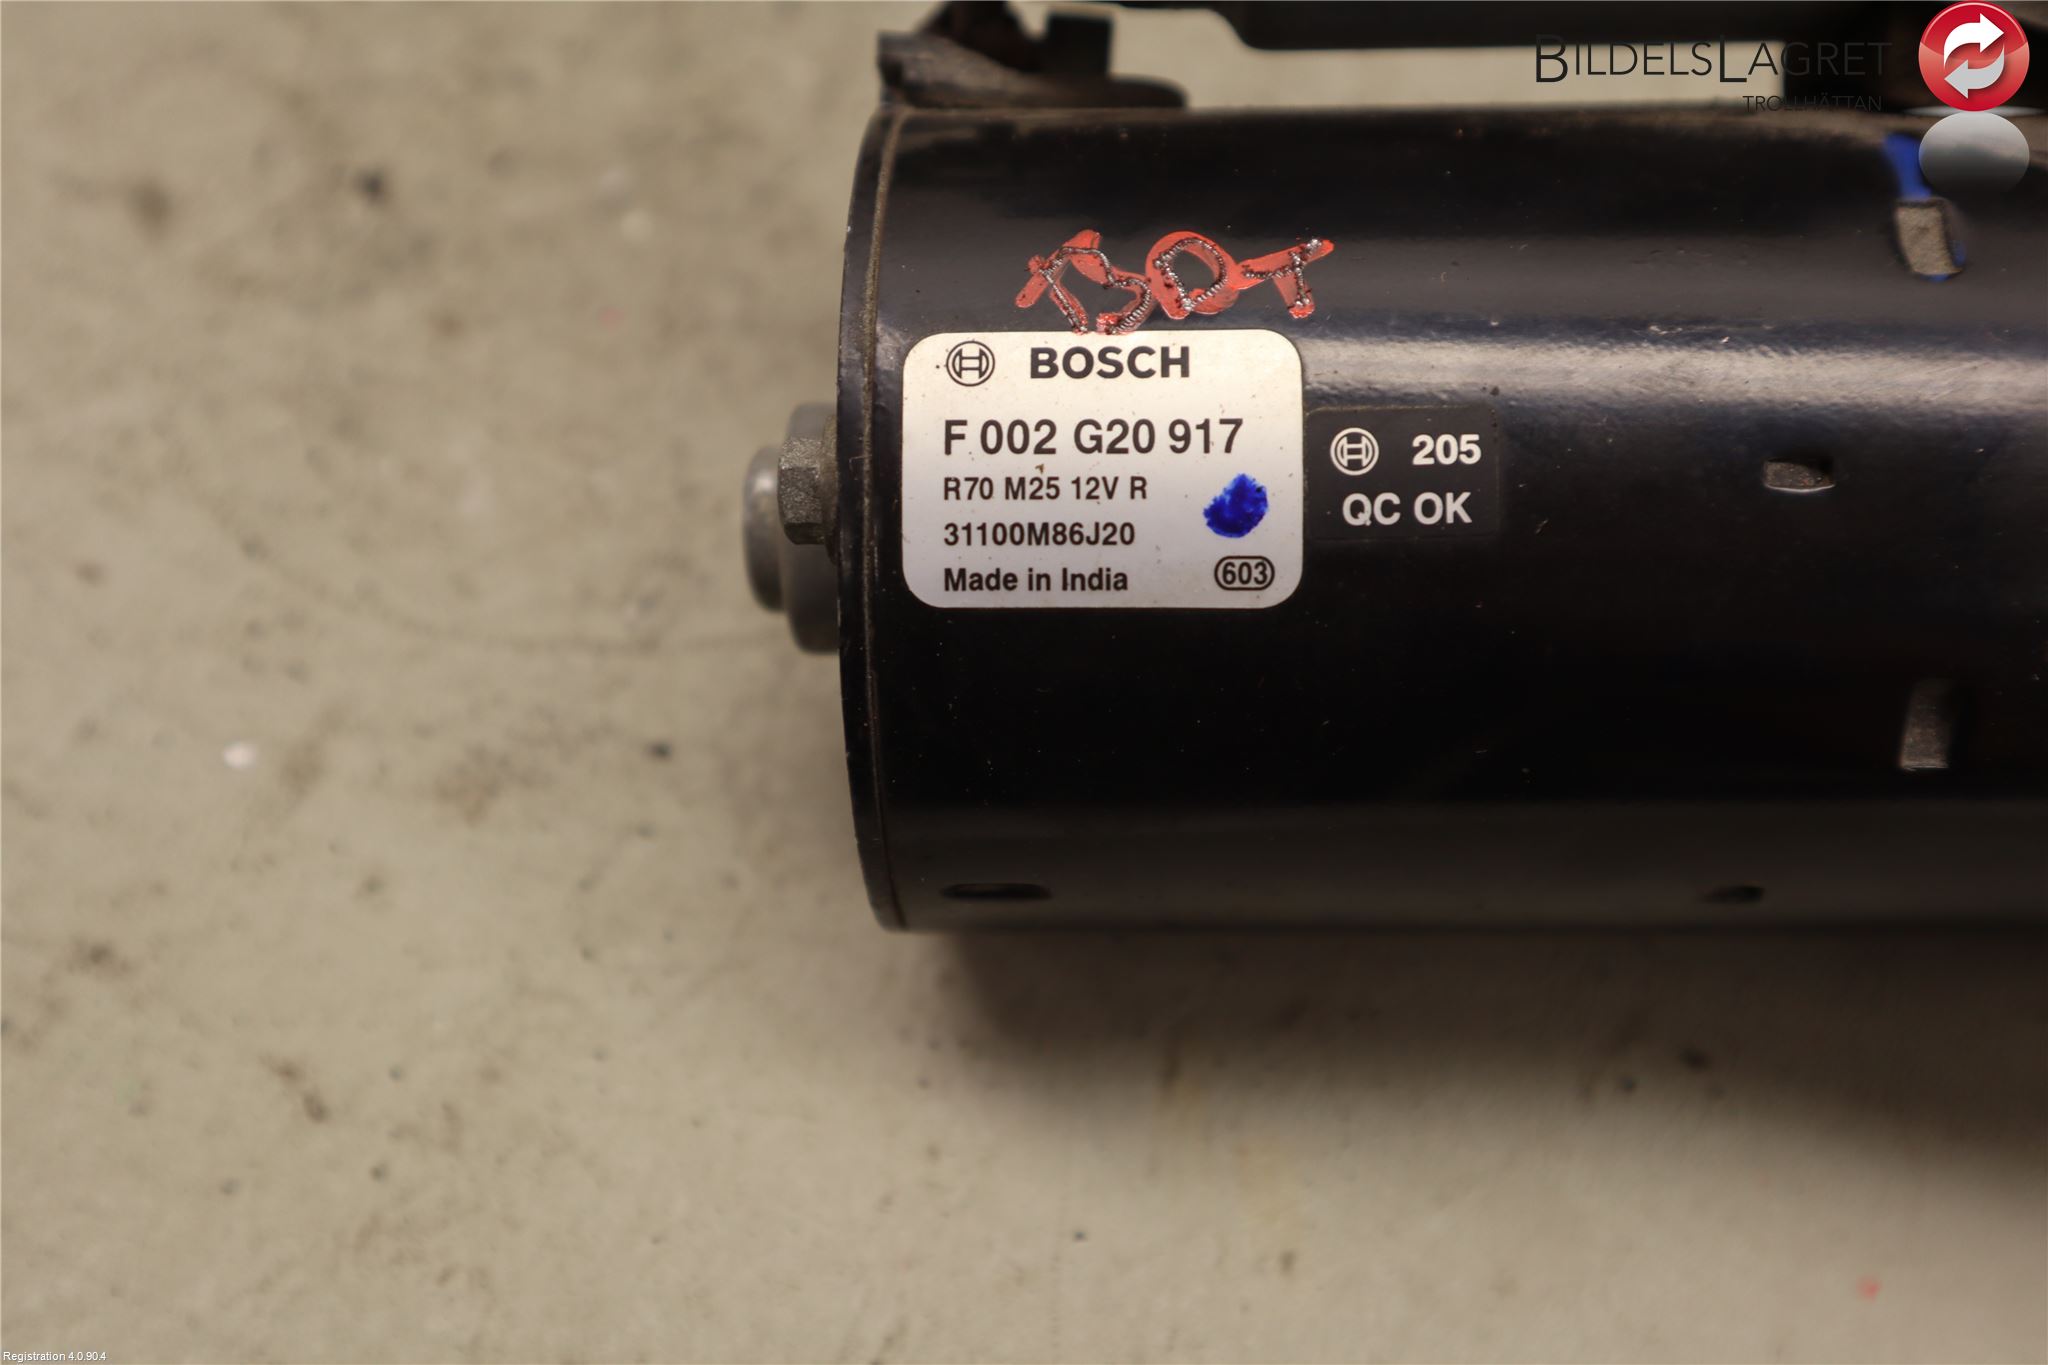 BILDELSLAGRET
TROLLHÄTTAN
BOSCH
F 002 G20 917
R70 M25 12V R
31100M86J20
Made in India
603
205
QC OK
Registration 4.0.90.4